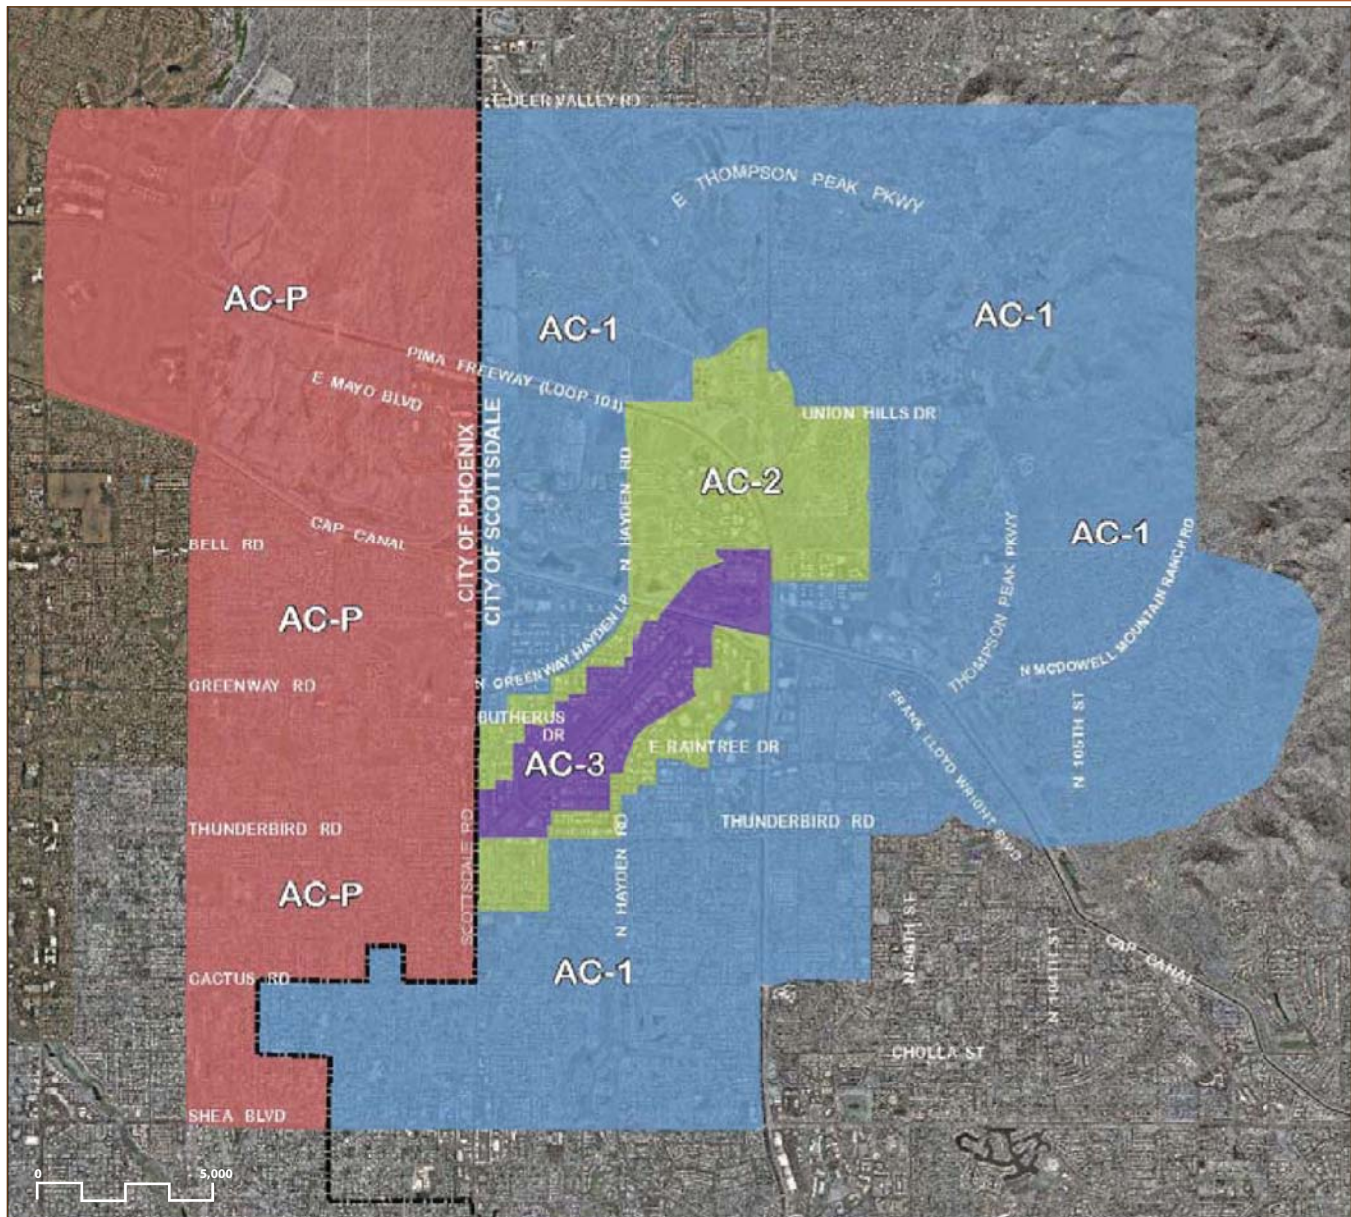 E DEER VALLEY RD
E THOMPSON PEAK PKWY
AC-P
AC-1
AC-1
PIMA FREEWAY (LOOP 101)
E MAYO BLVD
UNION HILLS DR
CITY OF PHOENIX
CITY OF SCOTTSDALE
N HAYDEN RD
AC-2
CAP CANAL
BELL RD
AC-1
THOMPSON PEAK PKWY
N MCDOWELL MOUNTAIN RANCH RD
AC-P
N GREENWAY HAYDEN LP
GREENWAY RD
BUTHERUS
DR
E RAINTREE DR
AC-3
FRANK LLOYD WRIGHT BLVD
N 105TH ST
THUNDERBIRD RD
THUNDERBIRD RD
SCOTTSDALE RD
N HAYDEN RD
AC-P
N 96TH ST
N 104TH ST
CAP CANAL
CACTUS RD
AC-1
CHOLLA ST
SHEA BLVD
0
5,000